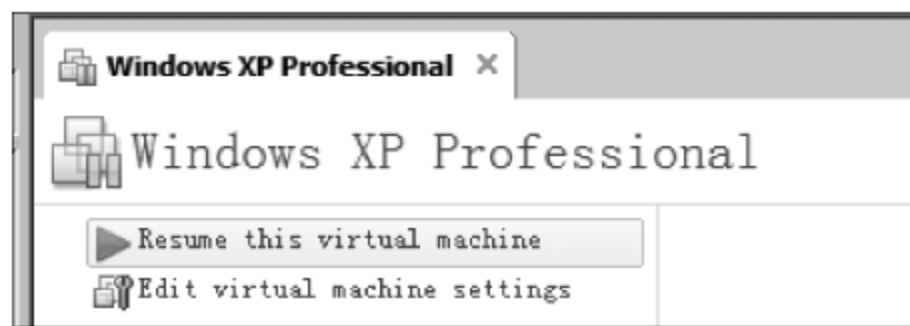 Windows XP Professional
Windows XP Professional
Resume this virtual machine
Edit virtual machine settings